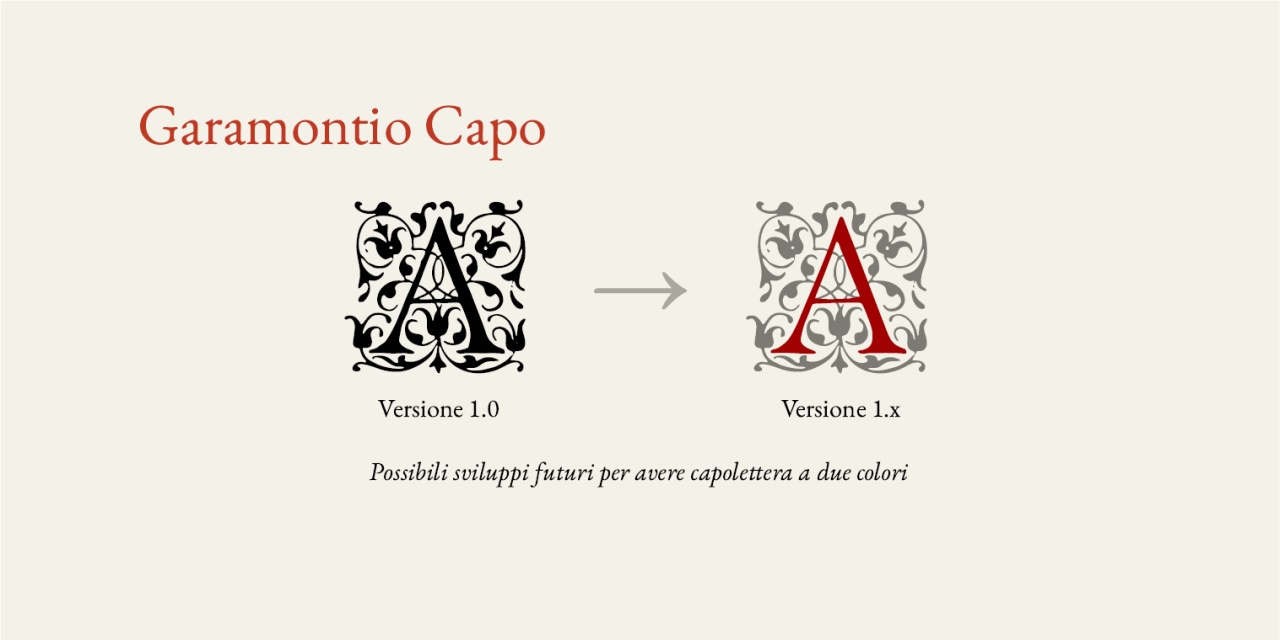 Garamontio Capo
A
A
Versione 1.0
Versione 1.x
Possibili sviluppi futuri per avere capolettera a due colori